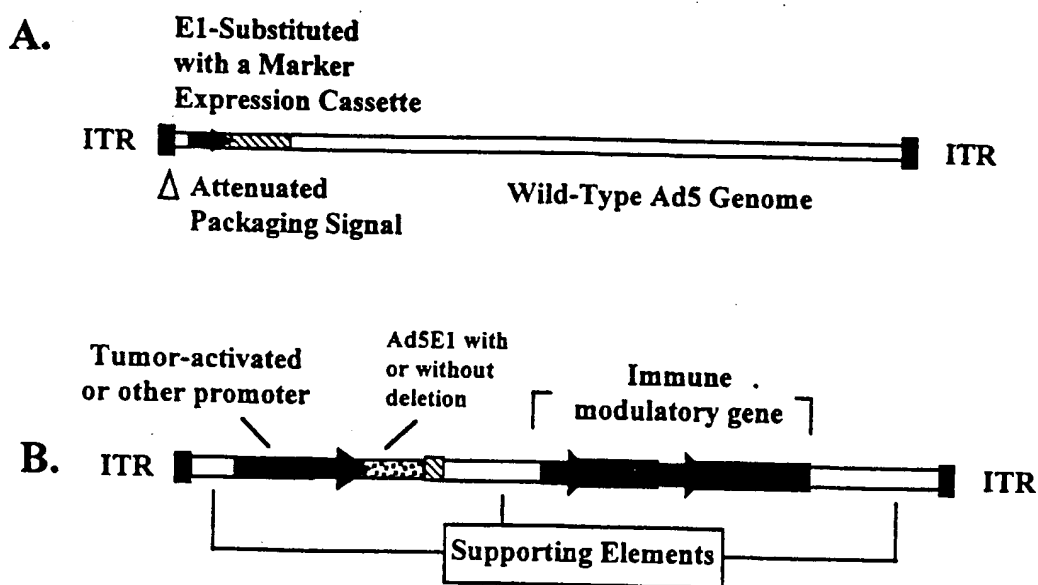 A.
E1-Substituted
with a Marker
Expression Cassette
ITR
ITR
Δ Attenuated
Packaging Signal
Wild-Type Ad5 Genome
Tumor-activated
or other promoter
Ad5E1 with
or without
deletion
Immune
modulatory gene
B.
ITR
ITR
Supporting Elements